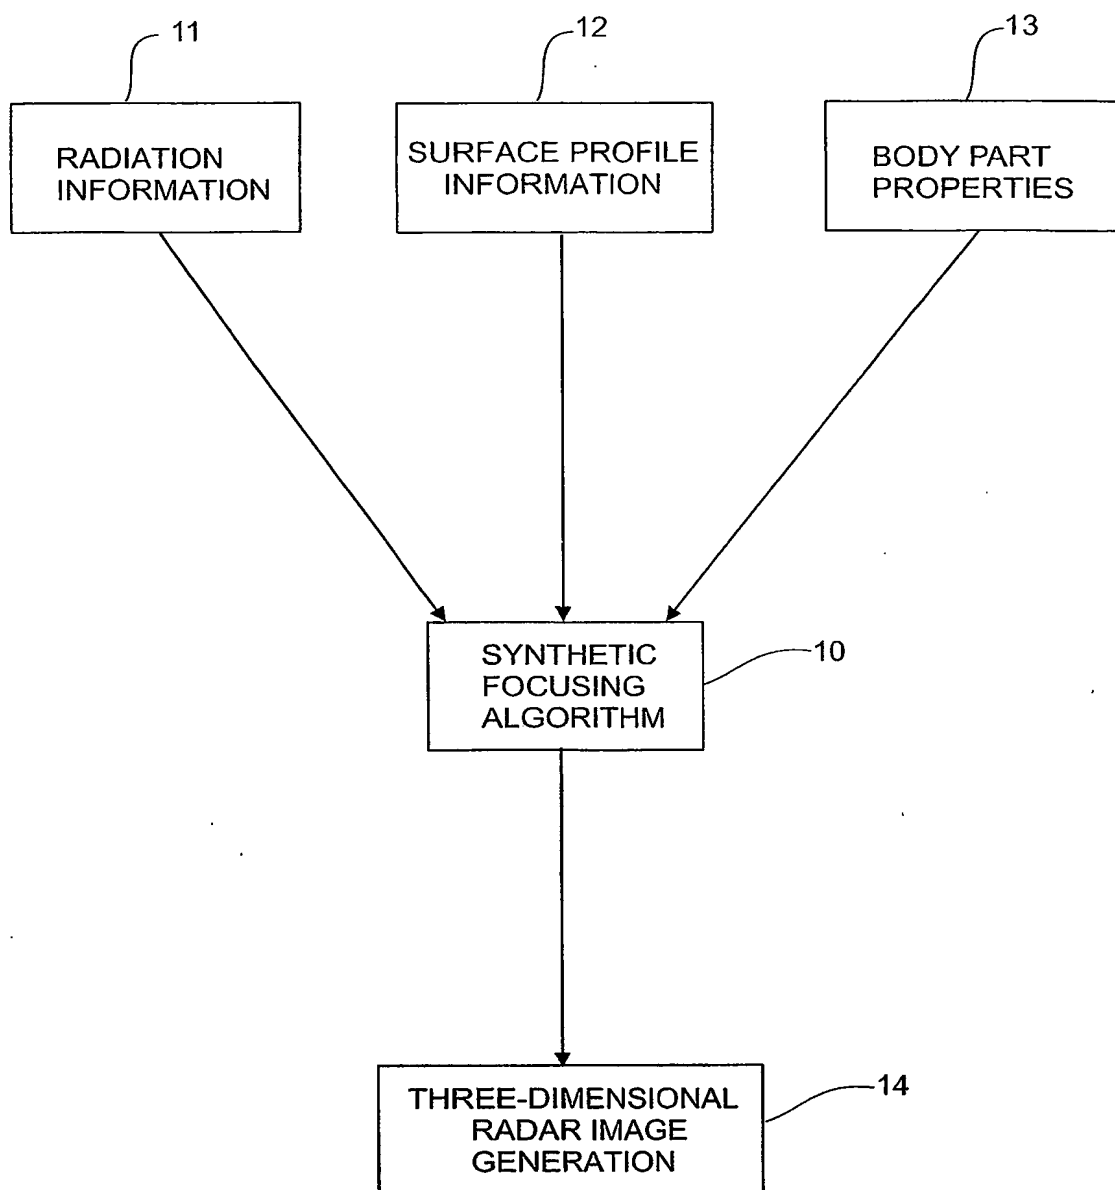 11
12
13
RADIATION
INFORMATION
SURFACE PROFILE
INFORMATION
BODY PART
PROPERTIES
SYNTHETIC
FOCUSING
ALGORITHM
10
THREE-DIMENSIONAL
RADAR IMAGE
GENERATION
14